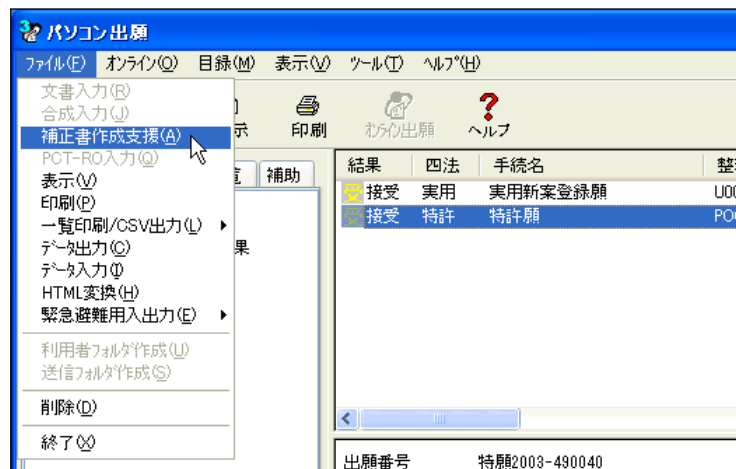 パソコン出願
ファイル(F) オンライン(O) 目録(M) 表示(V) ツール(T) ヘルプ(H)
文書入力(R)
合成入力(J)
補正書作成支援(A)
PCT-RO入力(Q)
表示(V)
印刷(P)
一覧印刷/CSV出力(L)
データ出力(C)
データ入力(I)
HTML変換(H)
緊急避難用入出力(E)
利用者フォルダ作成(U)
送信フォルダ作成(S)
削除(D)
終了(X)
示 印刷 オンライン出願 ヘルプ
覧 補助
果
結果 四法 手続名 整理
受 接受 実用 実用新案登録願 U00
受 接受 特許 特許願 P00
出願番号 特願2003-490040